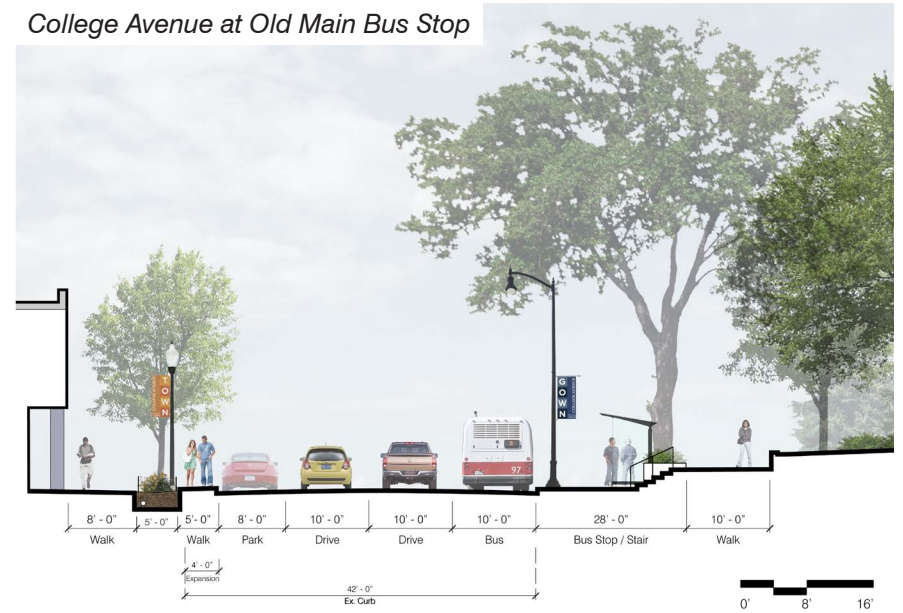 College Avenue at Old Main Bus Stop
TOWN
GOWN
97
8' - 0"
5' - 0"
5'- 0"
8' - 0"
10' - 0"
10' - 0"
10' - 0"
28' - 0"
10' - 0"
Walk
Walk
Park
Drive
Drive
Bus
Bus Stop / Stair
Walk
4' - 0"
Expansion
42' - 0"
Ex. Curb
0'
8'
16'